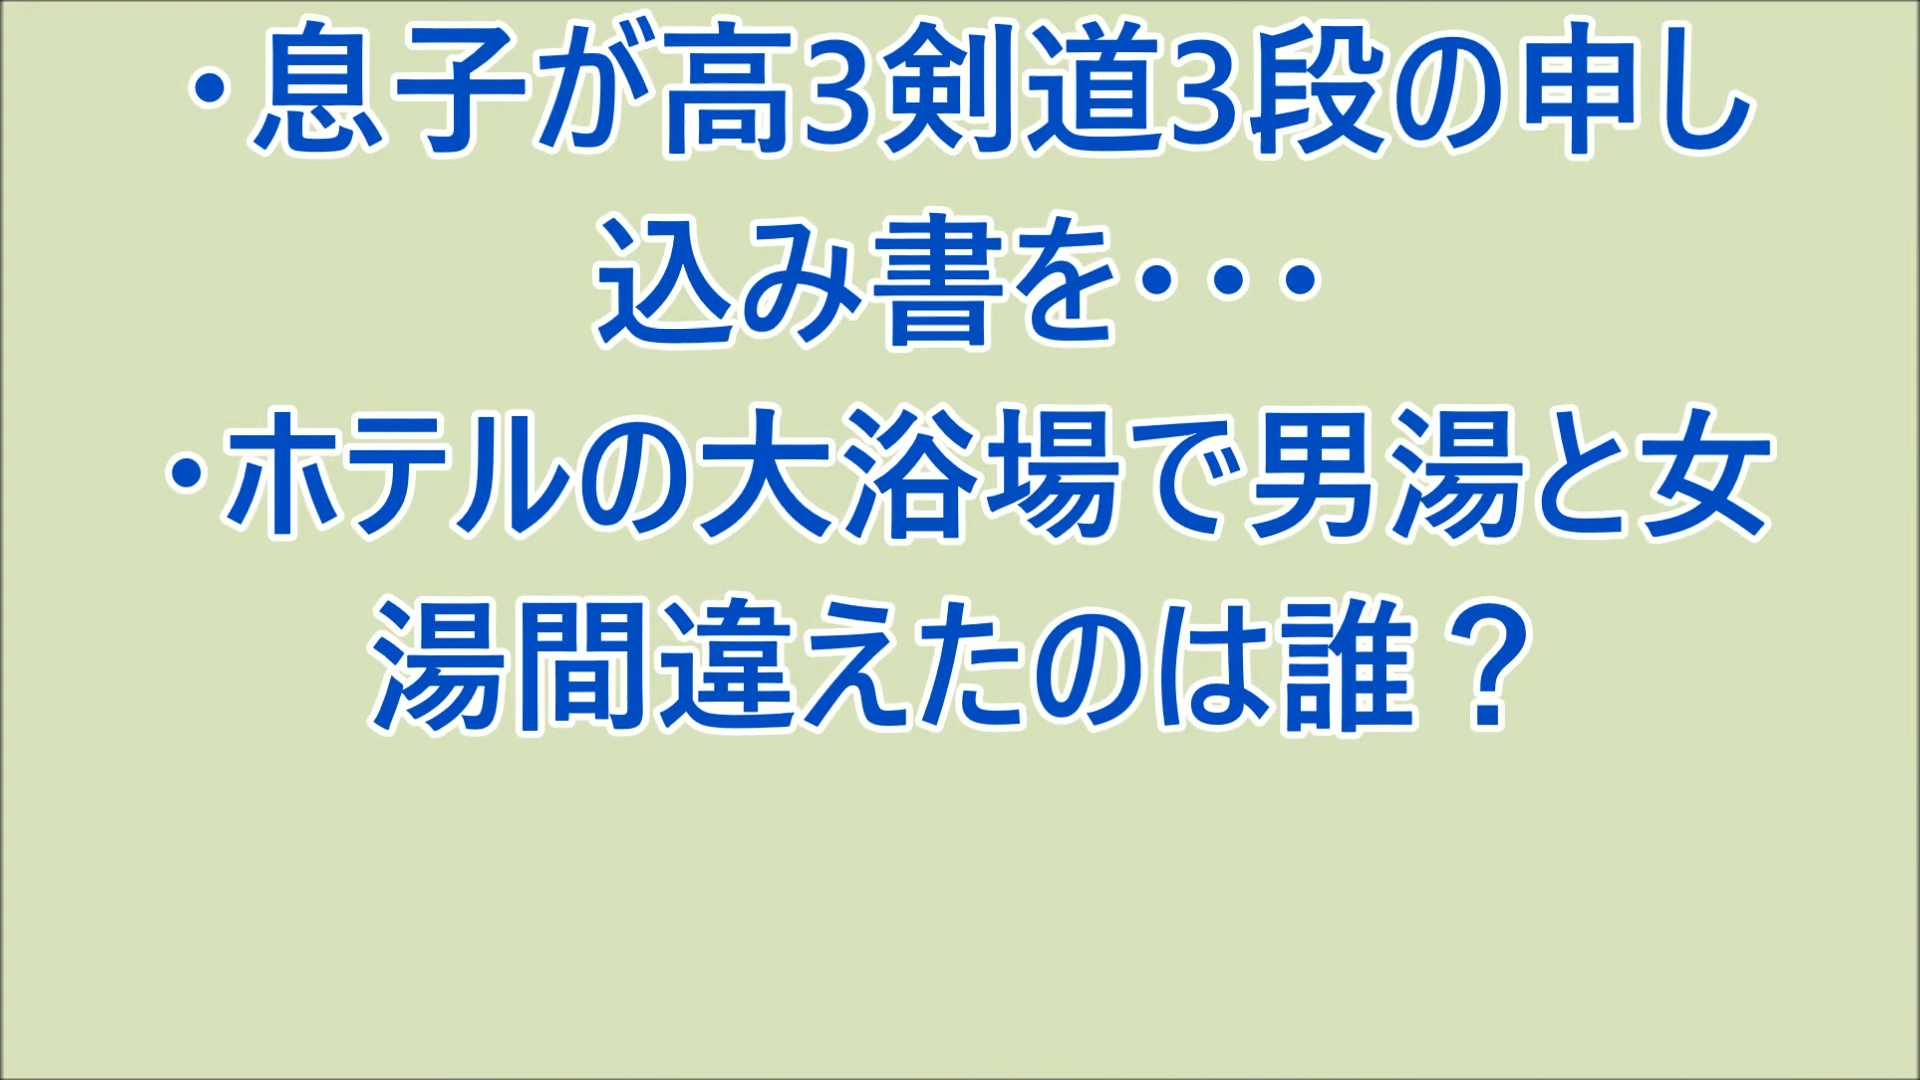 ・息子が高3剣道3段の申し
込み書を・・・
・ホテルの大浴場で男湯と女
湯間違えたのは誰？